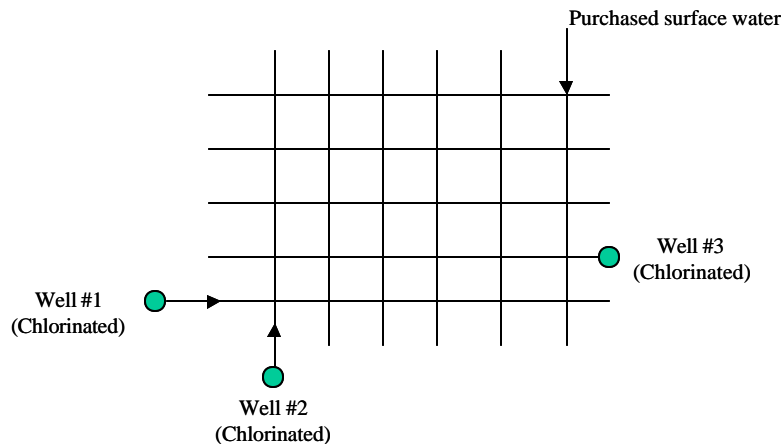 Purchased surface water
Well #3
(Chlorinated)
Well #1
(Chlorinated)
Well #2
(Chlorinated)